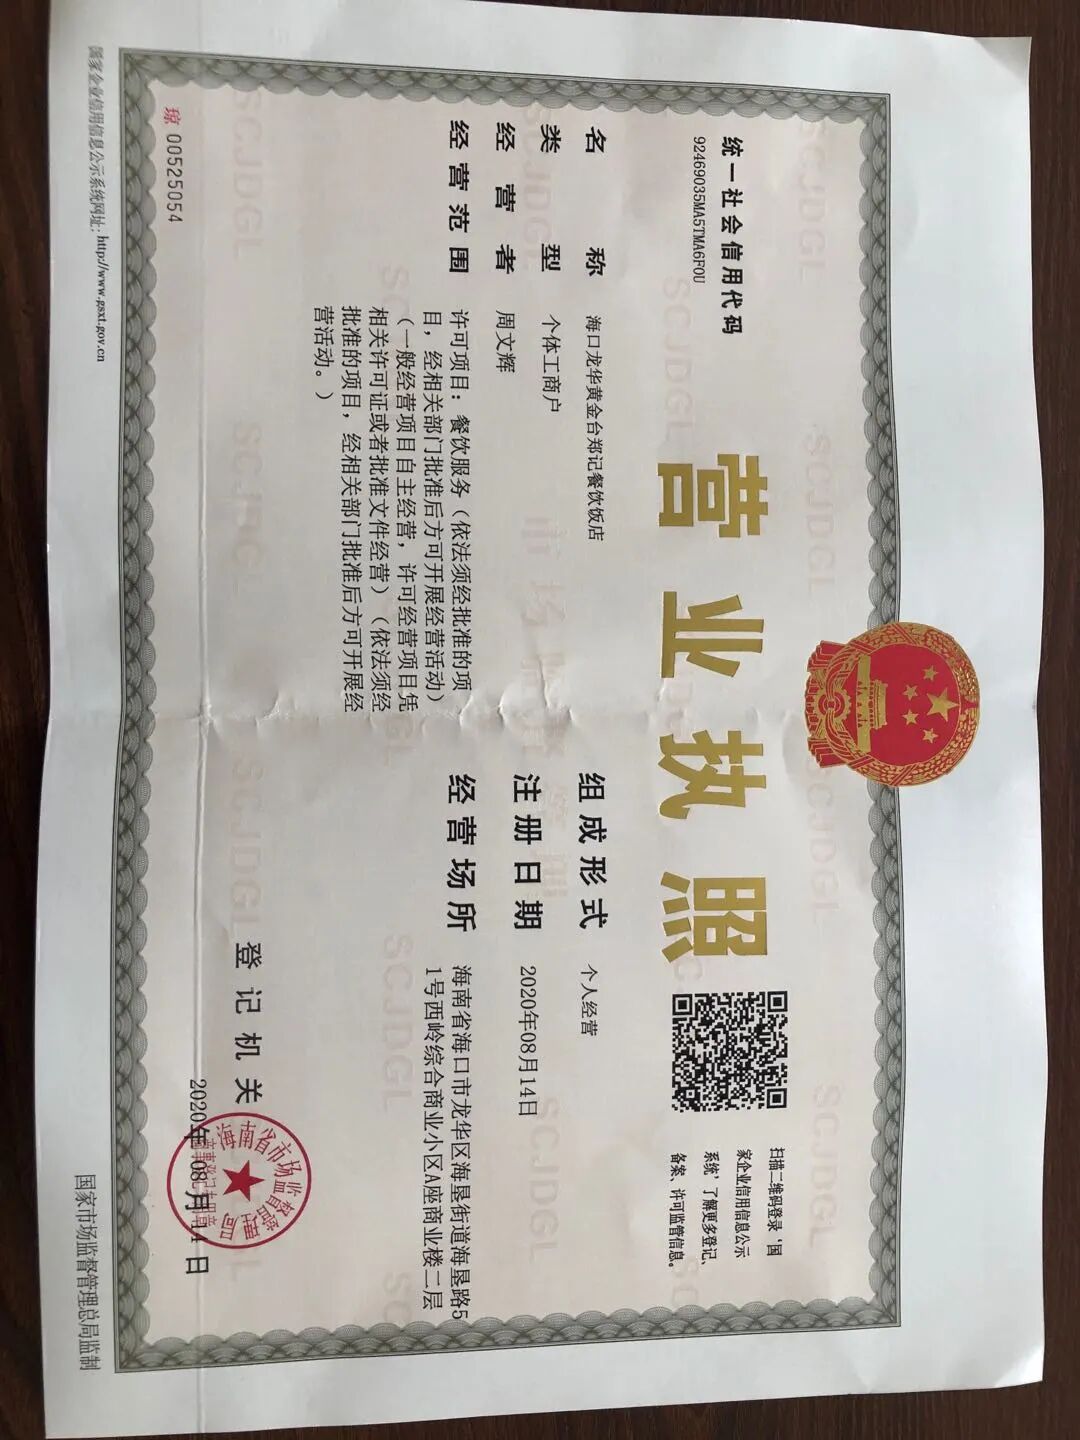 营业执照
统一社会信用代码
92469035MA5TMA6F0U
扫描二维码登录‘国
家企业信用信息公示
系统’了解更多登记、
备案、许可监管信息。
名 称 海口龙华黄金台郑记餐饮饭店
类 型 个体工商户
经 营 者 周文辉
经营范围 许可项目：餐饮服务（依法须经批准的项
目，经相关部门批准后方可开展经营活动）
（一般经营项目自主经营，许可经营项目凭
相关许可证或者批准文件经营）（依法须经
批准的项目，经相关部门批准后方可开展经
营活动。）
组成形式 个人经营
注册日期 2020年08月14日
经营场所 海南省海口市龙华区海垦街道海垦路5
1号西岭综合商业小区A座商业楼二层
登记机关
海南省市场监督管理局
2020年08月14日
琼 00525054
国家企业信用信息公示系统网址：http://www.gsxt.gov.cn
国家市场监督管理总局监制